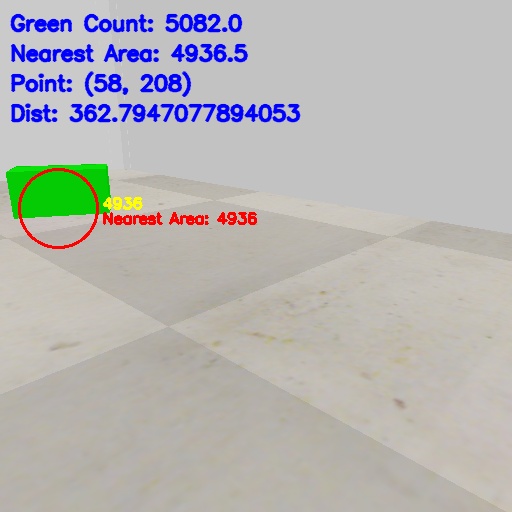 Green Count: 5082.0
Nearest Area: 4936.5
Point: (58, 208)
Dist: 362.7947077894053
4936
Nearest Area: 4936